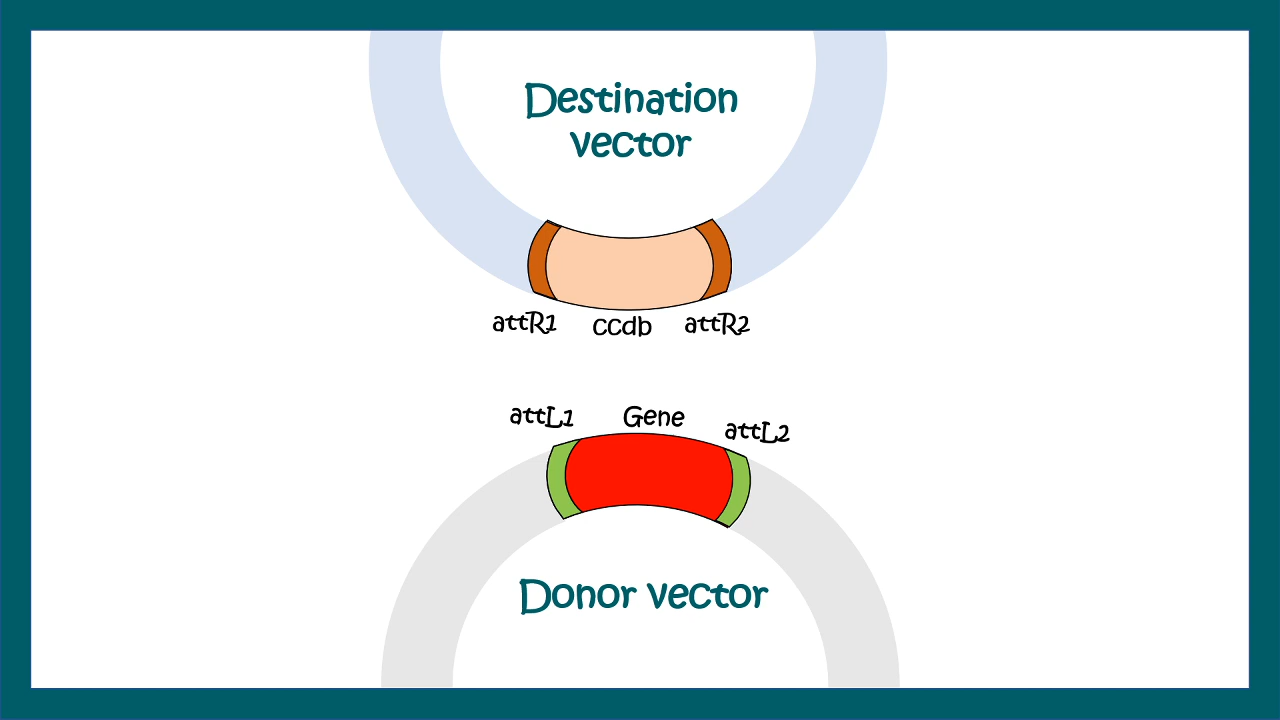 Destination
vector
attR1
ccdb
attR2
attL1
Gene
attL2
Donor vector